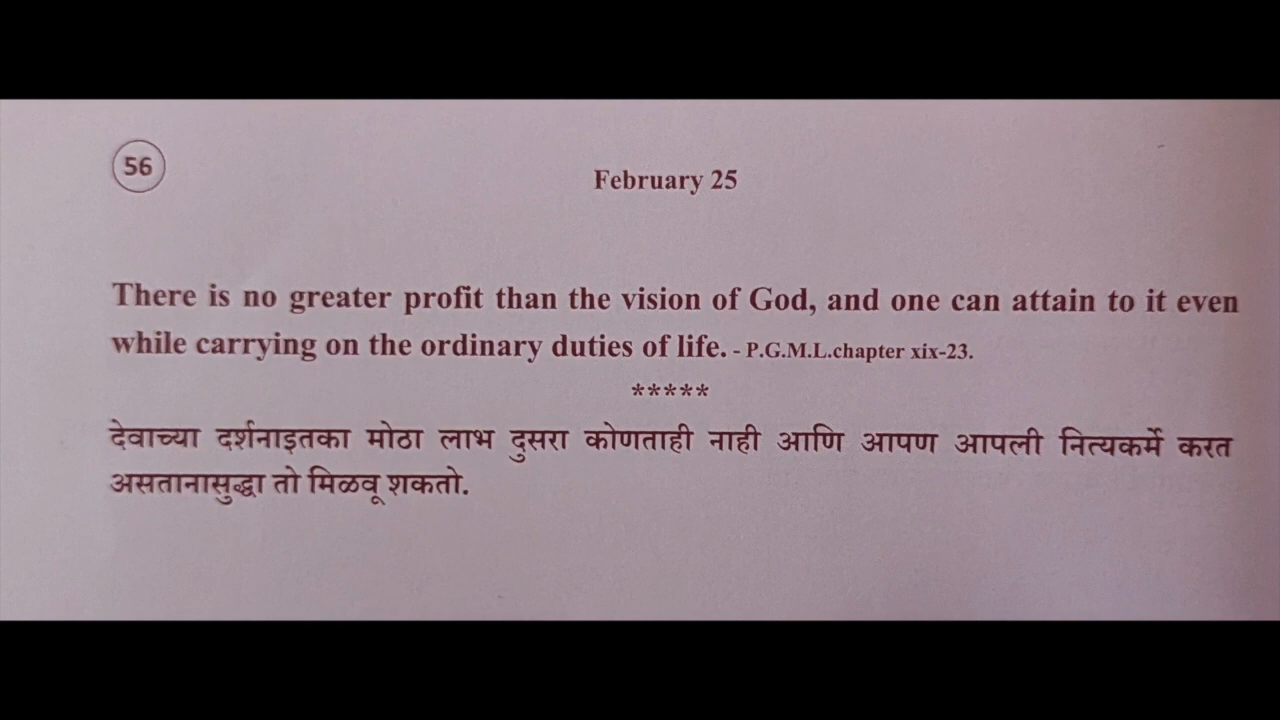 56
February 25
There is no greater profit than the vision of God, and one can attain to it even
while carrying on the ordinary duties of life. - P.G.M.L.chapter xix-23.
*****
देवाच्या दर्शनाइतका मोठा लाभ दुसरा कोणताही नाही आणि आपण आपली नित्यकर्मे करत
असतानासुद्धा तो मिळवू शकतो.